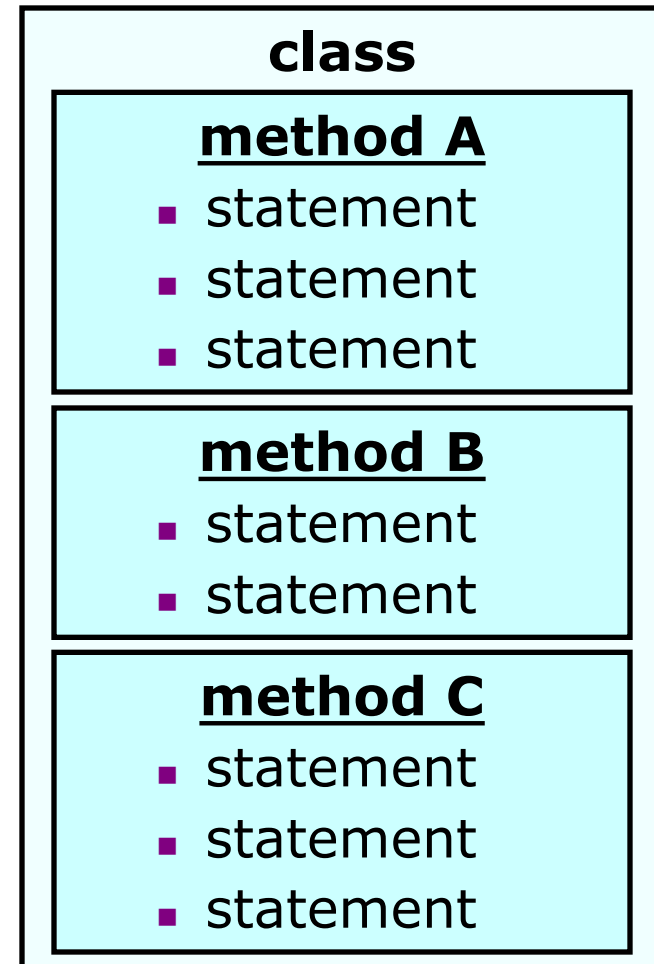 class
method A
▪ statement
▪ statement
▪ statement
method B
▪ statement
▪ statement
method C
▪ statement
▪ statement
▪ statement